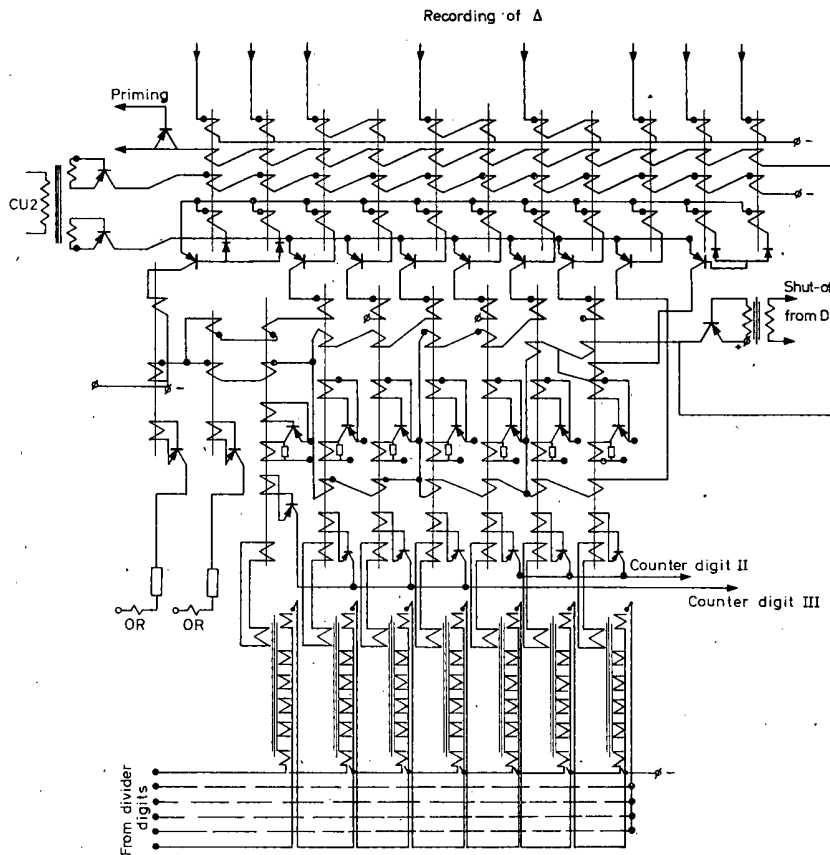 Recording of Δ
Priming
CU2
Shut-of
from D
Counter digit II
Counter digit III
OR
OR
From divider
digits